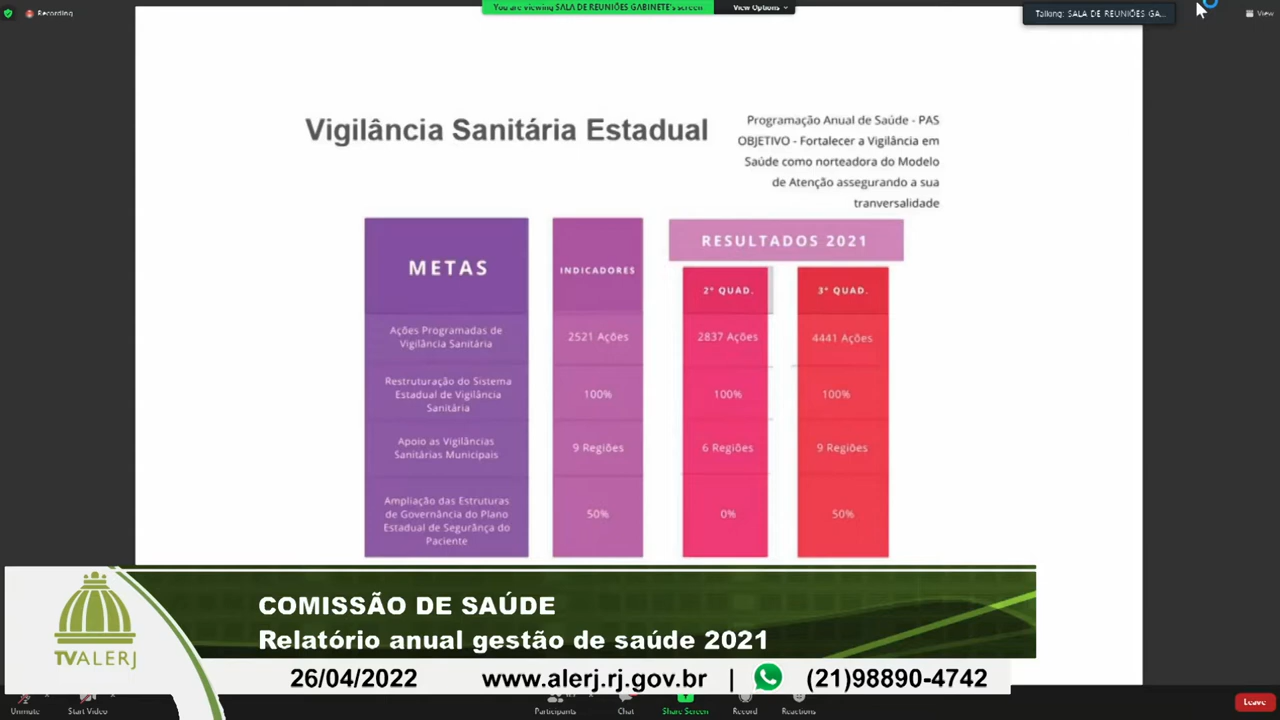 Recording
You are viewing SALA DE REUNIÕES GABINETE's screen
View Options
Talking: SALA DE REUNIÕES GA...
View
Vigilância Sanitária Estadual
Programação Anual de Saúde - PAS
OBJETIVO - Fortalecer a Vigilância em
Saúde como norteadora do Modelo
de Atenção assegurando a sua
tranversalidade
METAS
INDICADORES
RESULTADOS 2021
2° QUAD.
3° QUAD.
Ações Programadas de
Vigilância Sanitária
2521 Ações
2837 Ações
4441 Ações
Restruturação do Sistema
Estadual de Vigilância
Sanitária
100%
100%
100%
Apoio as Vigilâncias
Sanitárias Municipais
9 Regiões
6 Regiões
9 Regiões
Ampliação das Estruturas
de Governância do Plano
Estadual de Segurânça do
Paciente
50%
0%
50%
COMISSÃO DE SAÚDE
Relatório anual gestão de saúde 2021
TVALERJ
26/04/2022 www.alerj.rj.gov.br | (21)98890-4742
Unmute
Start Video
Participants
Chat
Share Screen
Record
Reactions
Leave